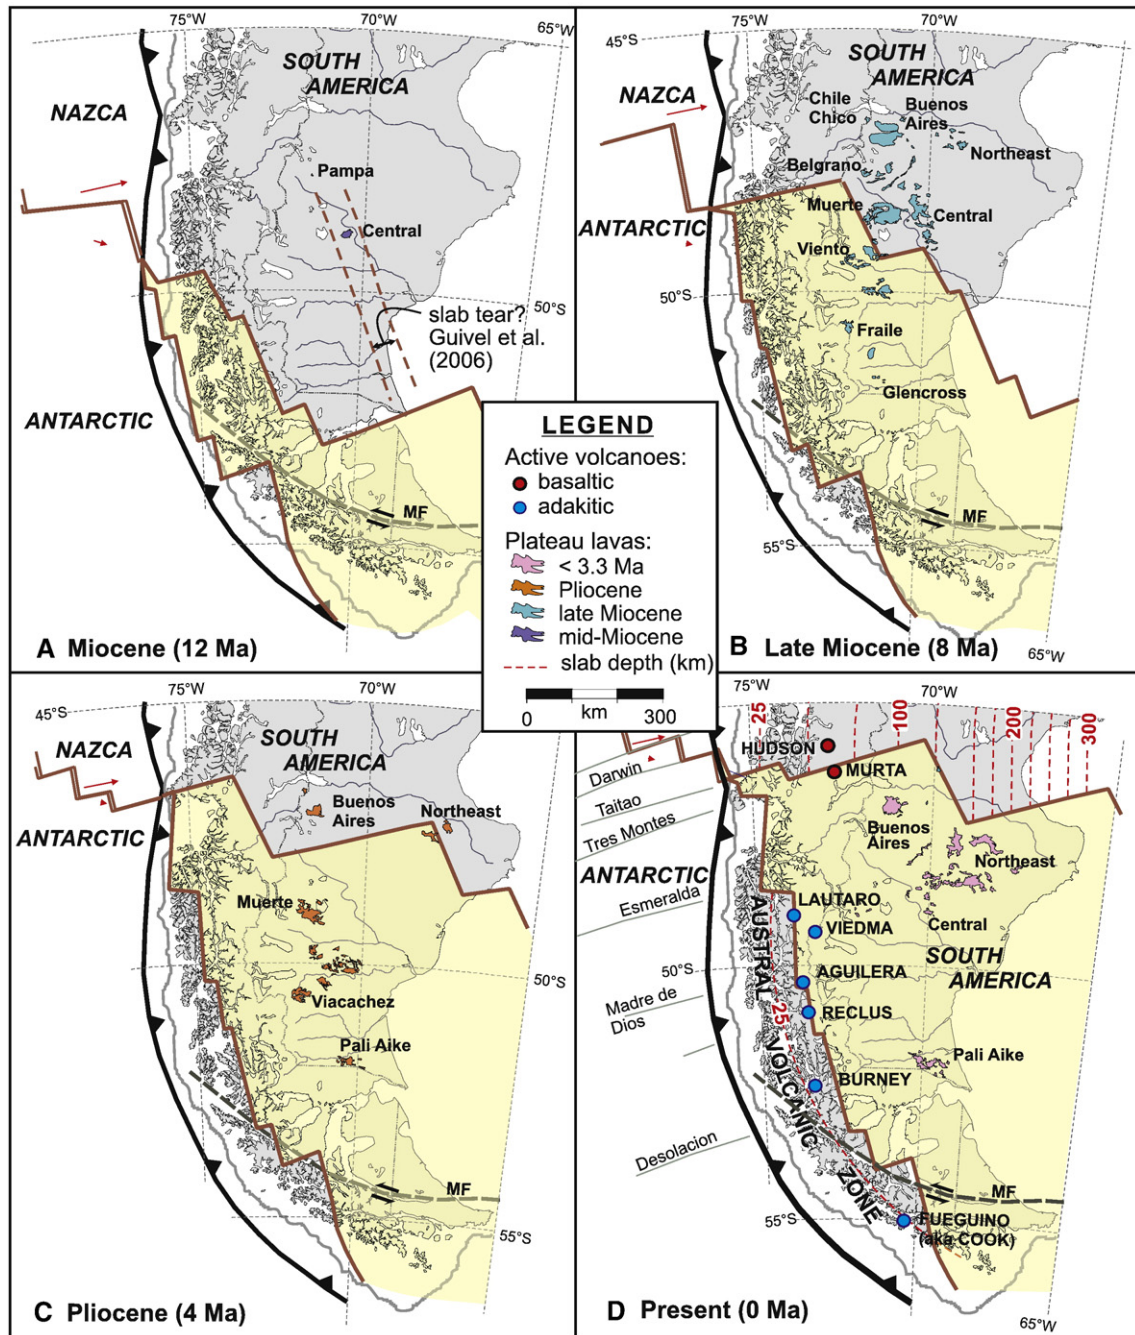 75°W
70°W
65°W
SOUTH
AMERICA
NAZCA
Pampa
Central
50°S
slab tear?
Guivel et al.
(2006)
ANTARCTIC
75°W
MF
A Miocene (12 Ma)
75°W
70°W
45°S
SOUTH
AMERICA
NAZCA
Chile
Chico
Buenos
Aires
Northeast
Belgrano
Muerte
Central
ANTARCTIC
Viento
50°S
Fraile
Glencross
MF
55°S
B Late Miocene (8 Ma)
65°W
LEGEND
Active volcanoes:
basaltic
adakitic
Plateau lavas:
< 3.3 Ma
Pliocene
late Miocene
mid-Miocene
slab depth (km)
0 km 300
75°W
70°W
45°S
NAZCA
SOUTH
AMERICA
Buenos
Aires
Northeast
ANTARCTIC
Muerte
50°S
Viacachez
Pali Aike
MF
75°W
55°S
C Pliocene (4 Ma)
75°W
70°W
25
100
200
300
HUDSON
MURTA
Darwin
Taitao
Tres Montes
Buenos
Aires
Northeast
ANTARCTIC
Esmeralda
LAUTARO
VIEDMA
Central
AUSTRAL
SOUTH
AMERICA
50°S
AGUILERA
25
Madre de
Dios
RECLUS
VOLCANIC
Pali Aike
BURNEY
Desolacion
ZONE
MF
55°S
FUEGUINO
(aka COOK)
D Present (0 Ma)
65°W